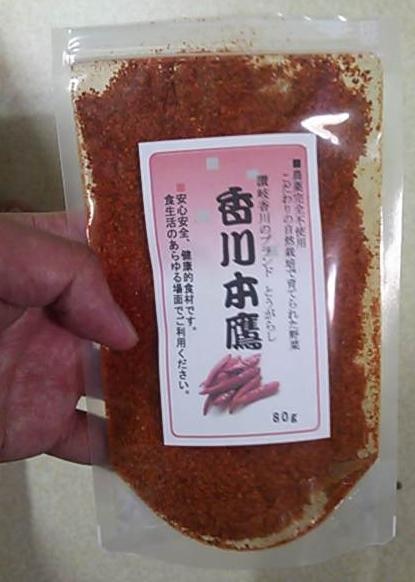 ■農薬完全不使用
こだわりの自然栽培で育てられた野菜
讃岐香川のブランド とうがらし
香川本鷹
■安心安全、健康的食材です。
食生活のあらゆる場面でご利用ください。
80g